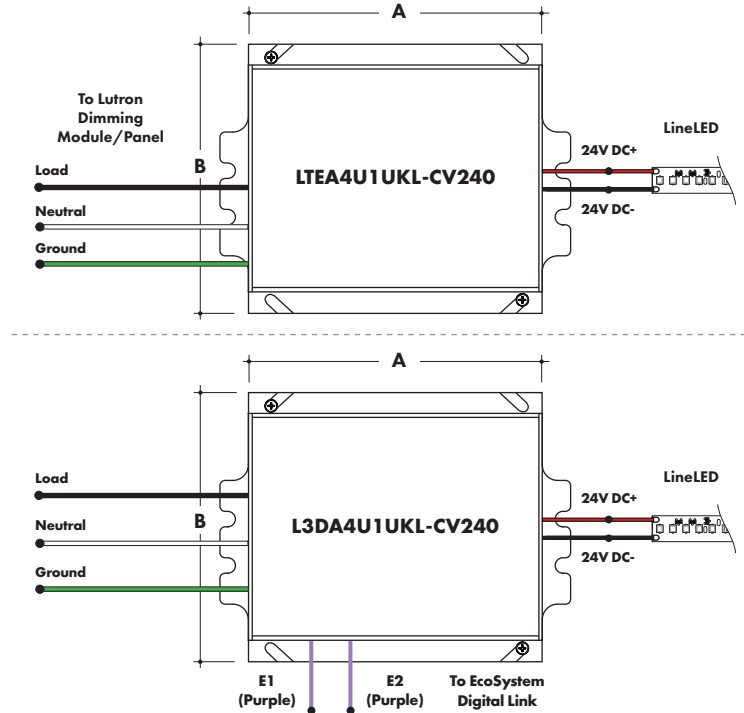 A
To Lutron
Dimming
Module/Panel
LineLED
24V DC+
Load
B
LTEA4U1UKL-CV240
Neutral
24V DC-
Ground
A
Load
LineLED
24V DC+
Neutral
B
L3DA4U1UKL-CV240
24V DC-
Ground
E1
(Purple)
E2
(Purple)
To EcoSystem
Digital Link